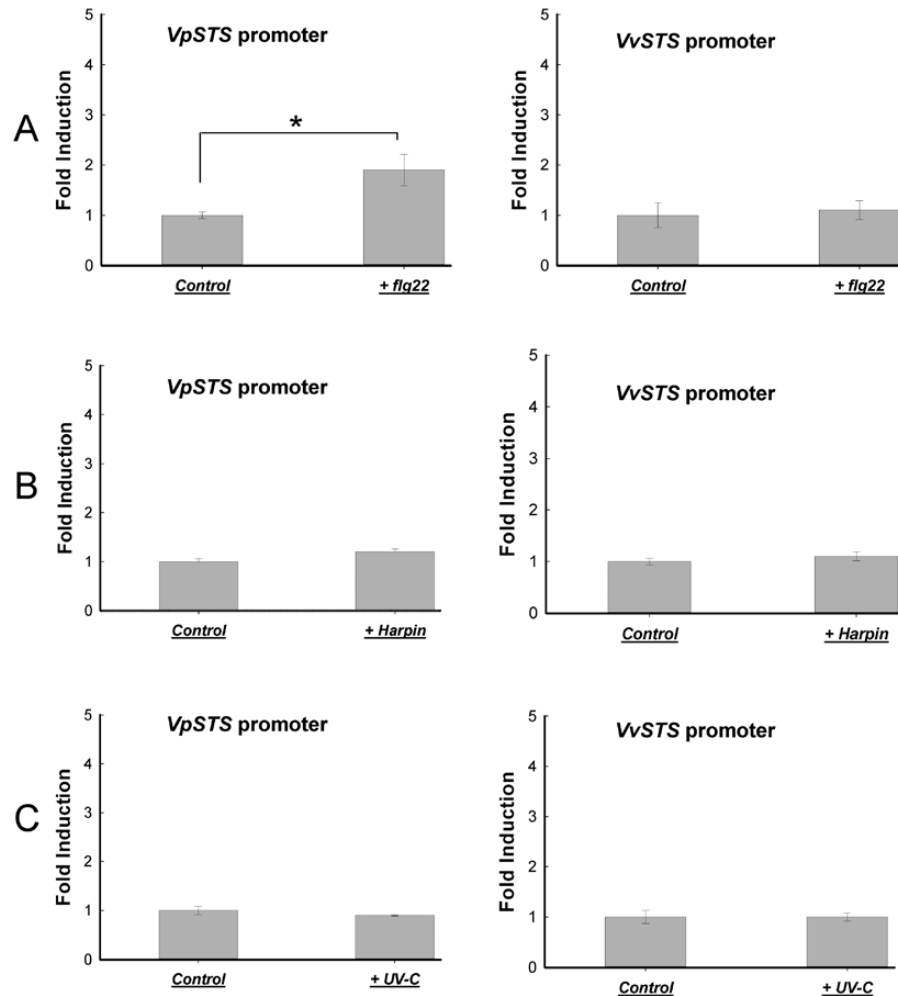 A
VpSTS promoter
Fold Induction
5
4
3
2
1
0
*
Control
+ flg22
VvSTS promoter
Fold Induction
5
4
3
2
1
0
Control
+ flg22
B
VpSTS promoter
Fold Induction
5
4
3
2
1
0
Control
+ Harpin
VvSTS promoter
Fold Induction
5
4
3
2
1
0
Control
+ Harpin
C
VpSTS promoter
Fold Induction
5
4
3
2
1
0
Control
+ UV-C
VvSTS promoter
Fold Induction
5
4
3
2
1
0
Control
+ UV-C